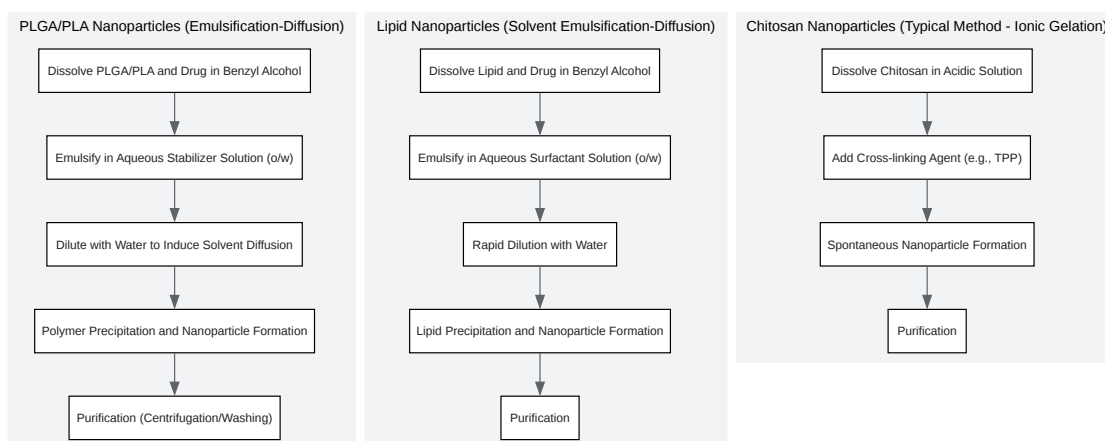 PLGA/PLA Nanoparticles (Emulsification-Diffusion)
Dissolve PLGA/PLA and Drug in Benzyl Alcohol
Emulsify in Aqueous Stabilizer Solution (o/w)
Dilute with Water to Induce Solvent Diffusion
Polymer Precipitation and Nanoparticle Formation
Purification (Centrifugation/Washing)
Lipid Nanoparticles (Solvent Emulsification-Diffusion)
Dissolve Lipid and Drug in Benzyl Alcohol
Emulsify in Aqueous Surfactant Solution (o/w)
Rapid Dilution with Water
Lipid Precipitation and Nanoparticle Formation
Purification
Chitosan Nanoparticles (Typical Method - Ionic Gelation)
Dissolve Chitosan in Acidic Solution
Add Cross-linking Agent (e.g., TPP)
Spontaneous Nanoparticle Formation
Purification